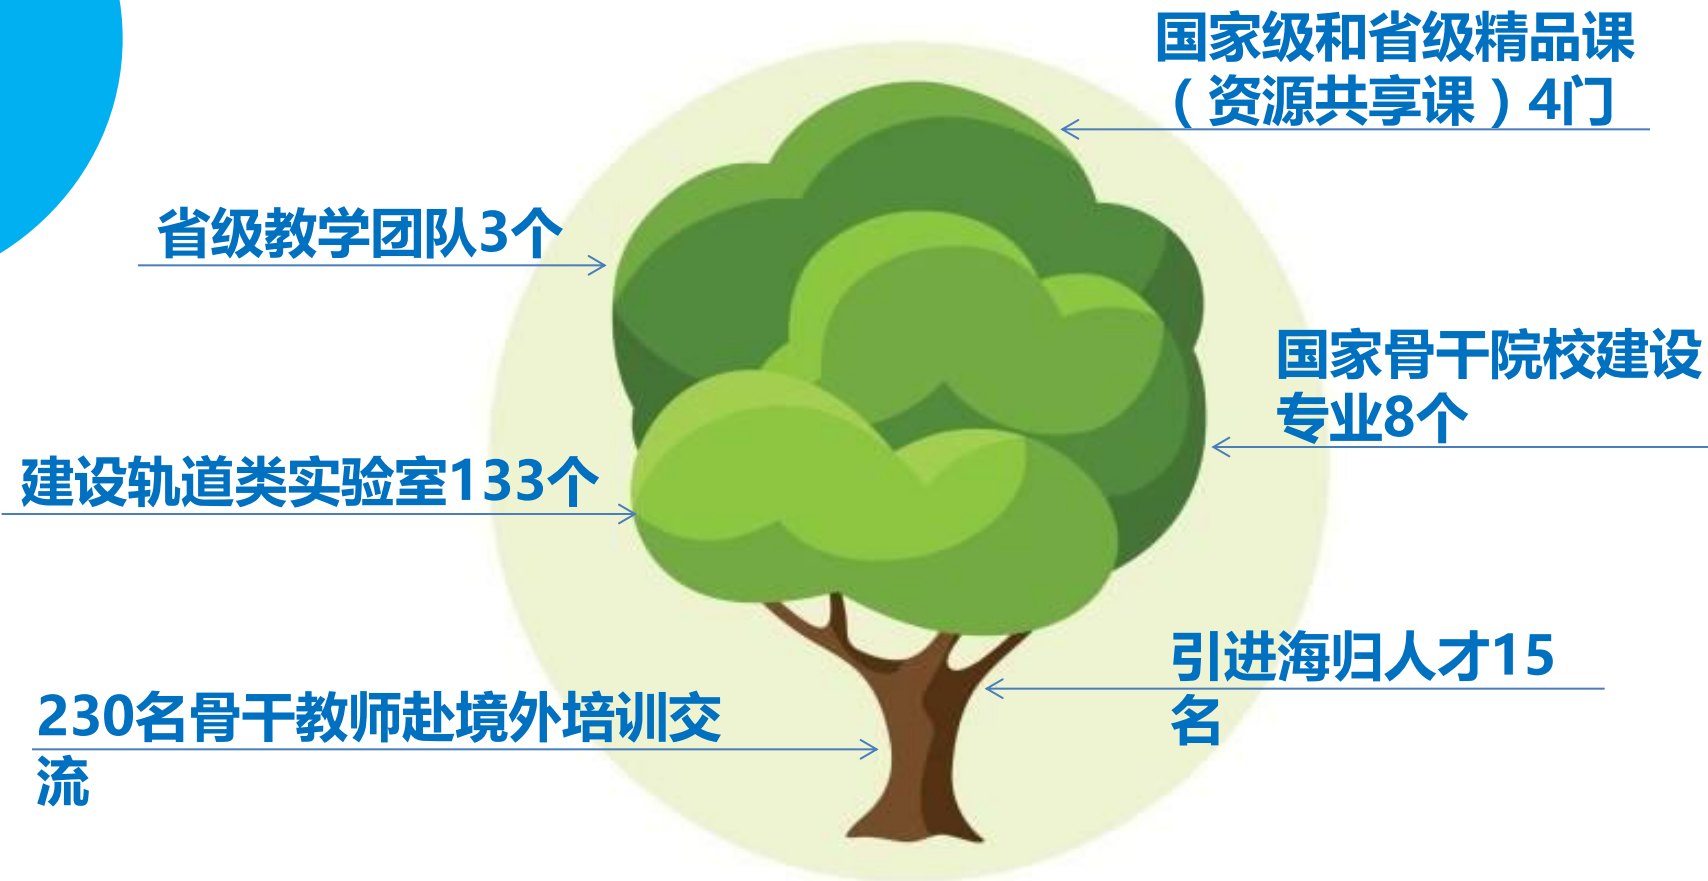 国家级和省级精品课
（资源共享课）4门
省级教学团队3个
国家骨干院校建设
专业8个
建设轨道类实验室133个
引进海归人才15
名
230名骨干教师赴境外培训交
流